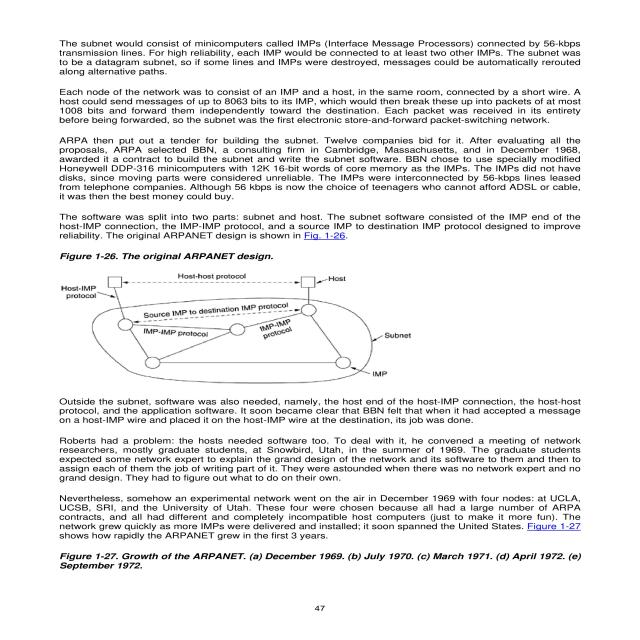 The subnet would consist of minicomputers called IMPs (Interface Message Processors) connected by 56-kbps
transmission lines. For high reliability, each IMP would be connected to at least two other IMPs. The subnet was
to be a datagram subnet, so if some lines and IMPs were destroyed, messages could be automatically rerouted
along alternative paths.
Each node of the network was to consist of an IMP and a host, in the same room, connected by a short wire. A
host could send messages of up to 8063 bits to its IMP, which would then break these up into packets of at most
1008 bits and forward them independently toward the destination. Each packet was received in its entirety
before being forwarded, so the subnet was the first electronic store-and-forward packet-switching network.
ARPA then put out a tender for building the subnet. Twelve companies bid for it. After evaluating all the
proposals, ARPA selected BBN, a consulting firm in Cambridge, Massachusetts, and in December 1968,
awarded it a contract to build the subnet and write the subnet software. BBN chose to use specially modified
Honeywell DDP-316 minicomputers with 12K 16-bit words of core memory as the IMPs. The IMPs did not have
disks, since moving parts were considered unreliable. The IMPs were interconnected by 56-kbps lines leased
from telephone companies. Although 56 kbps is now the choice of teenagers who cannot afford ADSL or cable,
it was then the best money could buy.
The software was split into two parts: subnet and host. The subnet software consisted of the IMP end of the
host-IMP connection, the IMP-IMP protocol, and a source IMP to destination IMP protocol designed to improve
reliability. The original ARPANET design is shown in Fig. 1-26.
Figure 1-26. The original ARPANET design.
Host-host protocol
Host
Host-IMP
protocol
Source IMP to destination IMP protocol
IMP-IMP protocol
IMP-IMP
protocol
Subnet
IMP
Outside the subnet, software was also needed, namely, the host end of the host-IMP connection, the host-host
protocol, and the application software. It soon became clear that BBN felt that when it had accepted a message
on a host-IMP wire and placed it on the host-IMP wire at the destination, its job was done.
Roberts had a problem: the hosts needed software too. To deal with it, he convened a meeting of network
researchers, mostly graduate students, at Snowbird, Utah, in the summer of 1969. The graduate students
expected some network expert to explain the grand design of the network and its software to them and then to
assign each of them the job of writing part of it. They were astounded when there was no network expert and no
grand design. They had to figure out what to do on their own.
Nevertheless, somehow an experimental network went on the air in December 1969 with four nodes: at UCLA,
UCSB, SRI, and the University of Utah. These four were chosen because all had a large number of ARPA
contracts, and all had different and completely incompatible host computers (just to make it more fun). The
network grew quickly as more IMPs were delivered and installed; it soon spanned the United States. Figure 1-27
shows how rapidly the ARPANET grew in the first 3 years.
Figure 1-27. Growth of the ARPANET. (a) December 1969. (b) July 1970. (c) March 1971. (d) April 1972. (e)
September 1972.
47